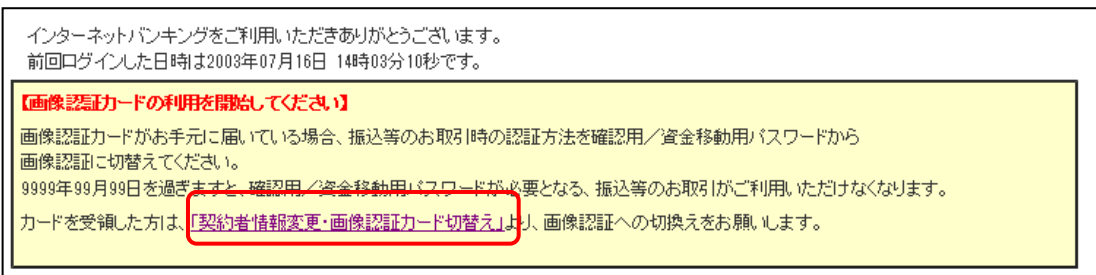 インターネットバンキングをご利用いただきありがとうございます。
前回ログインした日時は2003年07月16日 14時03分10秒です。
【画像認証カードの利用を開始してください】
画像認証カードがお手元に届いている場合、振込等のお取引時の認証方法を確認用／資金移動用パスワードから
画像認証に切替えてください。
9999年99月99日を過ぎますと、確認用／資金移動用パスワードが必要となる、振込等のお取引がご利用いただけなくなります。
カードを受領した方は、「契約者情報変更・画像認証カード切替え」より、画像認証への切換えをお願いします。